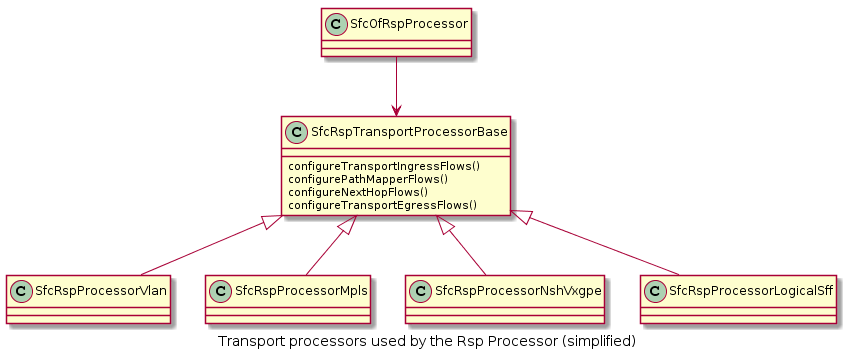 C SfcOfRspProcessor
C SfcRspTransportProcessorBase
configureTransportIngressFlows()
configurePathMapperFlows()
configureNextHopFlows()
configureTransportEgressFlows()
C SfcRspProcessorVlan
C SfcRspProcessorMpls
C SfcRspProcessorNshVxgpe
C SfcRspProcessorLogicalSff
Transport processors used by the Rsp Processor (simplified)